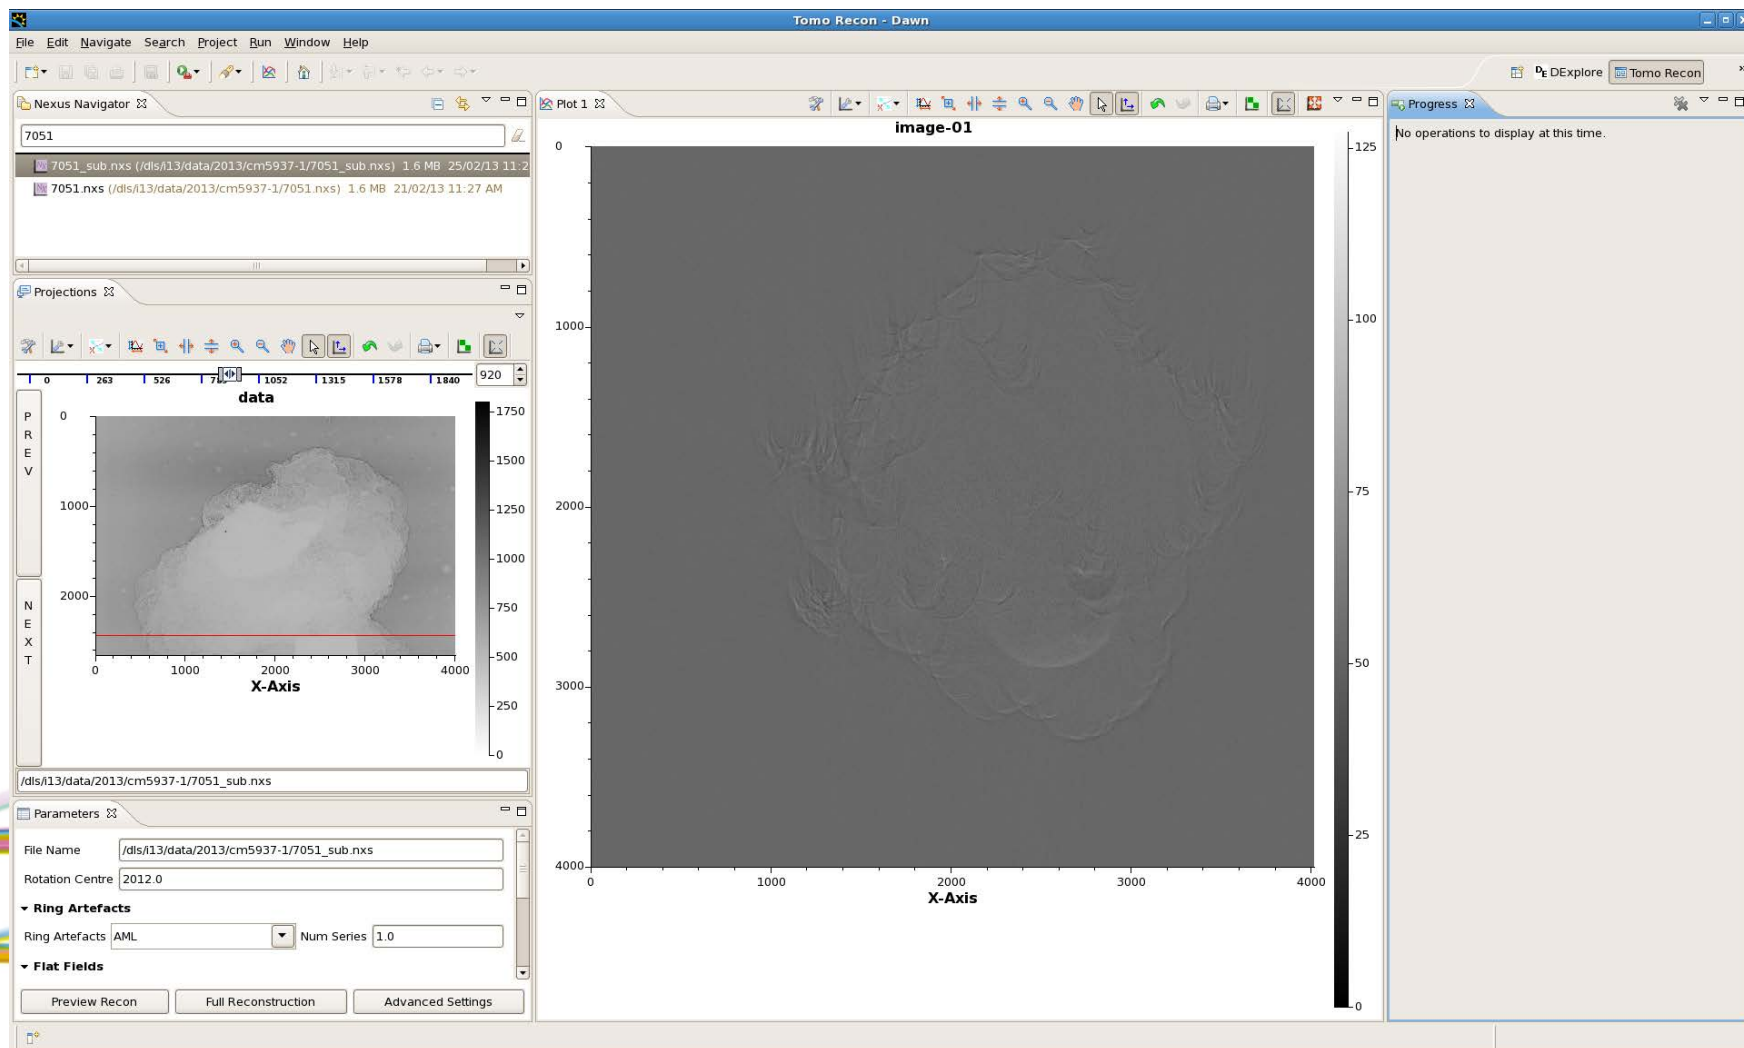 Tomo Recon - Dawn
File Edit Navigate Search Project Run Window Help
DExplore Tomo Recon
Nexus Navigator
7051
7051_sub.nxs (/dls/i13/data/2013/cm5937-1/7051_sub.nxs) 1.6 MB 25/02/13 11:2
7051.nxs (/dls/i13/data/2013/cm5937-1/7051.nxs) 1.6 MB 21/02/13 11:27 AM
Projections
0 263 526 1052 1315 1578 1840
920
data
PREV
NEXT
0
1000
2000
0 1000 2000 3000 4000
X-Axis
1750
1500
1250
1000
750
500
250
0
/dls/i13/data/2013/cm5937-1/7051_sub.nxs
Parameters
File Name /dls/i13/data/2013/cm5937-1/7051_sub.nxs
Rotation Centre 2012.0
Ring Artefacts
Ring Artefacts AML Num Series 1.0
Flat Fields
Preview Recon Full Reconstruction Advanced Settings
Plot 1
image-01
0
1000
2000
3000
4000
0 1000 2000 3000 4000
X-Axis
125
100
75
50
25
0
Progress
No operations to display at this time.